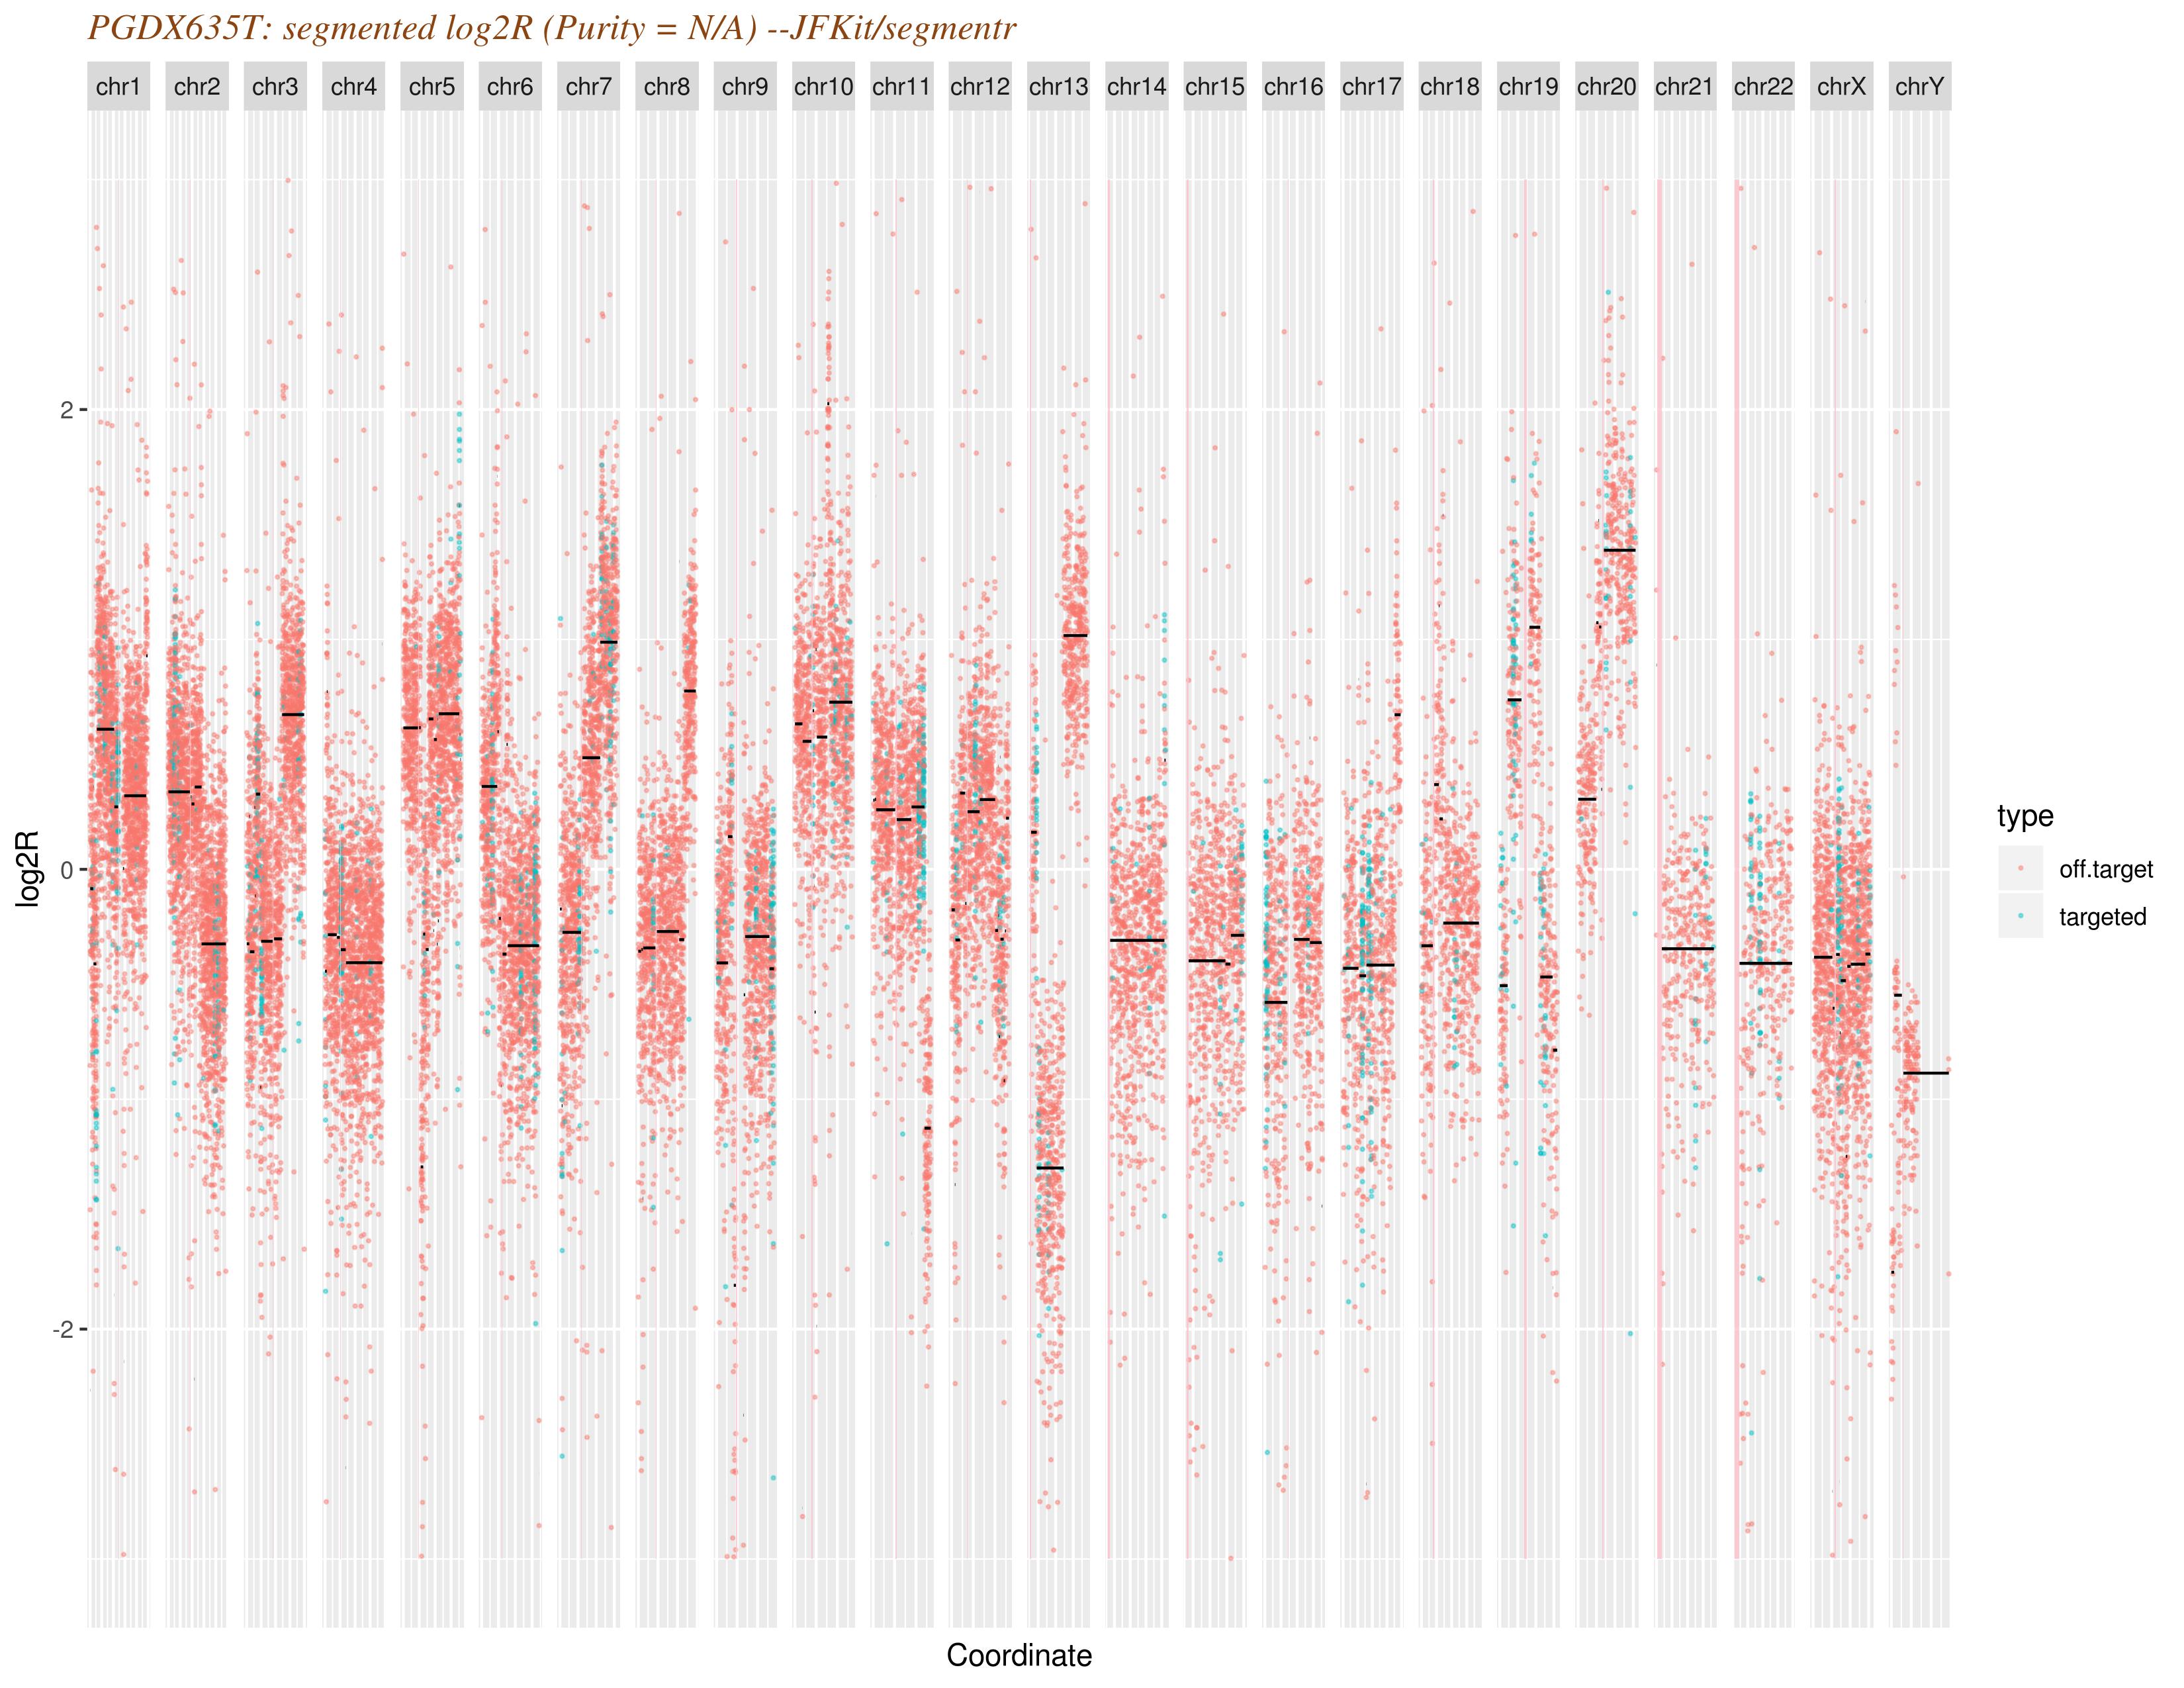 PGDX635T: segmented log2R (Purity = N/A) --JFKit/segmentr
chr1 chr2 chr3 chr4 chr5 chr6 chr7 chr8 chr9 chr10 chr11 chr12 chr13 chr14 chr15 chr16 chr17 chr18 chr19 chr20 chr21 chr22 chrX chrY
2
0
-2
log2R
Coordinate
type
off.target
targeted